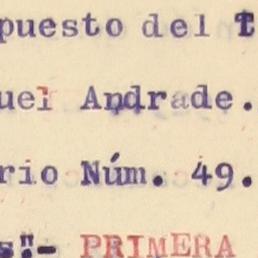 puesto del T
uel Andrade.
rio Núm. 49.
s"- PRIMERA